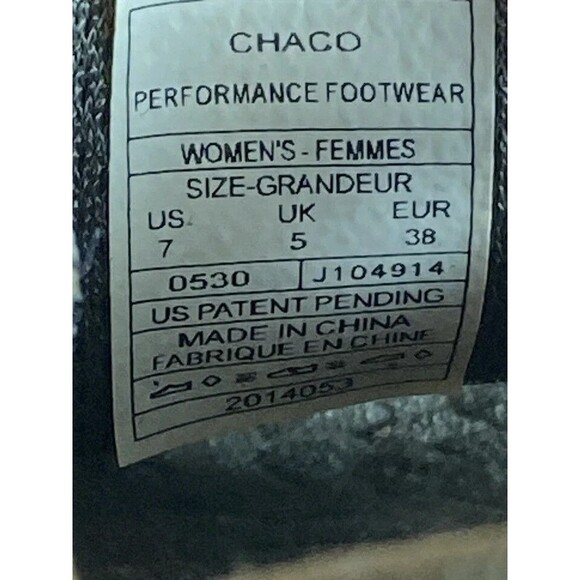 CHACO
PERFORMANCE FOOTWEAR
WOMEN'S - FEMMES
SIZE-GRANDEUR
US UK EUR
7 5 38
0530 J104914
US PATENT PENDING
MADE IN CHINA
FABRIQUE EN CHINE
2014053